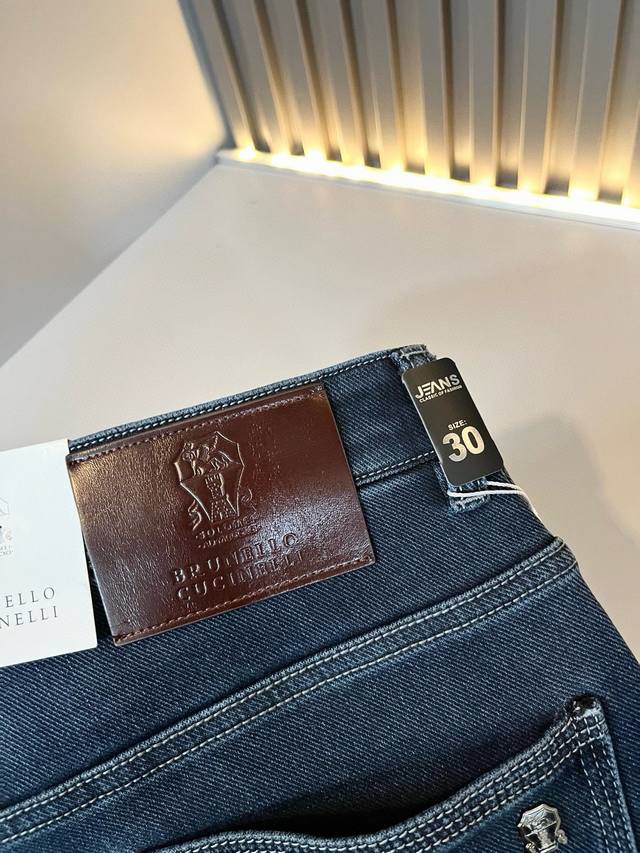 JEANS
CLASSIC OF FASHION
SIZE:
30
SOLOMEO
BRUNELLO
CUCINELLI
ELLO
NELLI